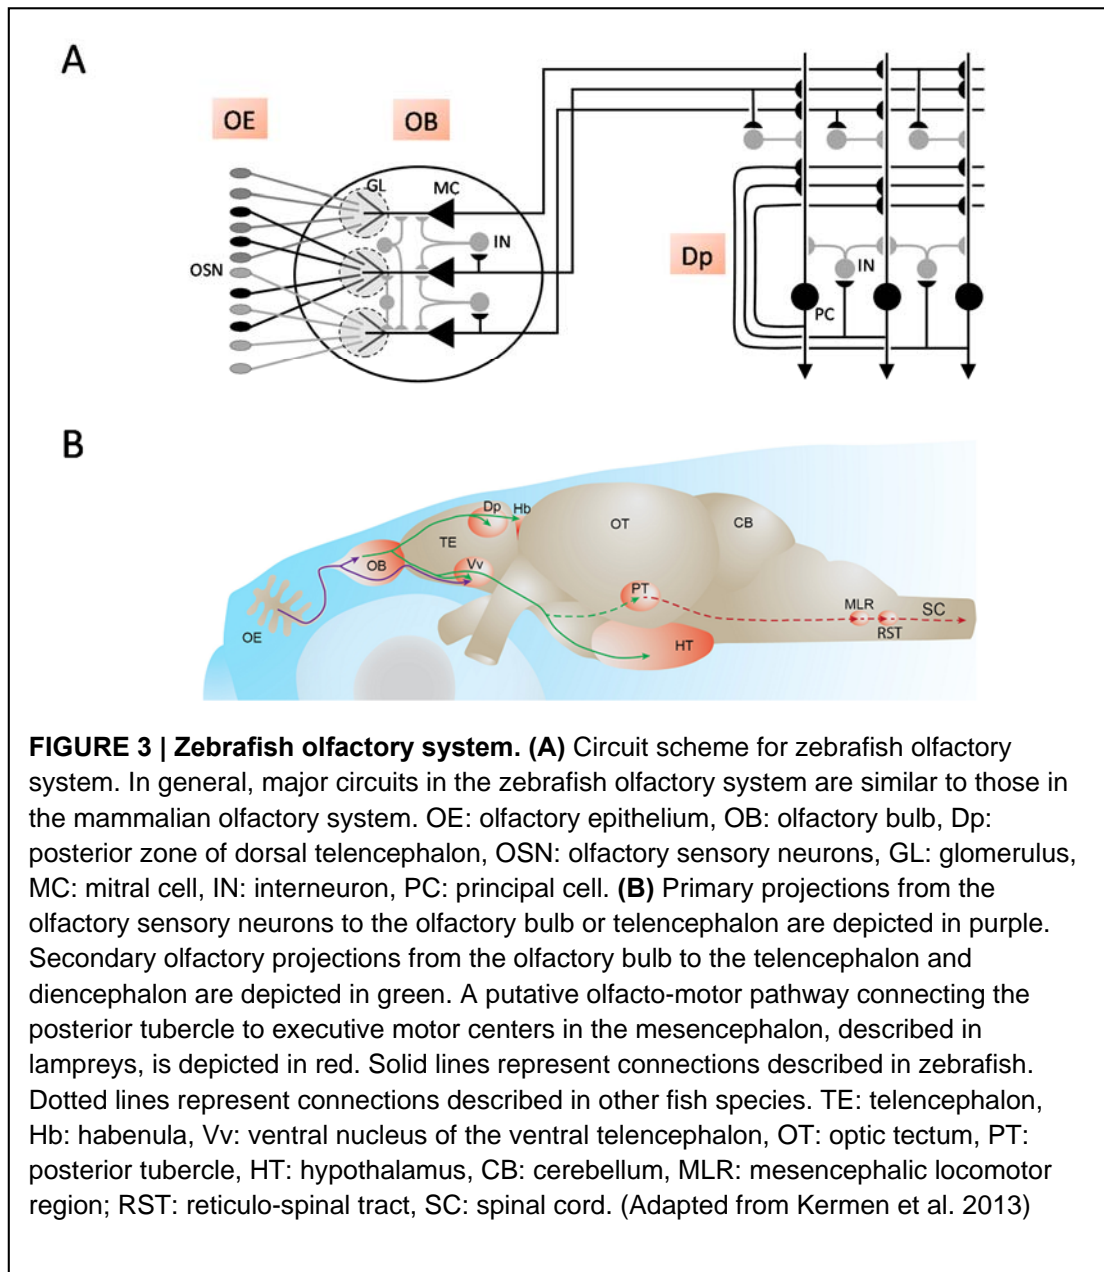 A
OE
OB
GL
MC
IN
OSN
Dp
IN
PC
B
Dp
Hb
OT
CB
TE
OB
Vv
PT
MLR
SC
OE
RST
HT
FIGURE 3 | Zebrafish olfactory system. (A) Circuit scheme for zebrafish olfactory
system. In general, major circuits in the zebrafish olfactory system are similar to those in
the mammalian olfactory system. OE: olfactory epithelium, OB: olfactory bulb, Dp:
posterior zone of dorsal telencephalon, OSN: olfactory sensory neurons, GL: glomerulus,
MC: mitral cell, IN: interneuron, PC: principal cell. (B) Primary projections from the
olfactory sensory neurons to the olfactory bulb or telencephalon are depicted in purple.
Secondary olfactory projections from the olfactory bulb to the telencephalon and
diencephalon are depicted in green. A putative olfacto-motor pathway connecting the
posterior tubercle to executive motor centers in the mesencephalon, described in
lampreys, is depicted in red. Solid lines represent connections described in zebrafish.
Dotted lines represent connections described in other fish species. TE: telencephalon,
Hb: habenula, Vv: ventral nucleus of the ventral telencephalon, OT: optic tectum, PT:
posterior tubercle, HT: hypothalamus, CB: cerebellum, MLR: mesencephalic locomotor
region; RST: reticulo-spinal tract, SC: spinal cord. (Adapted from Kermen et al. 2013)